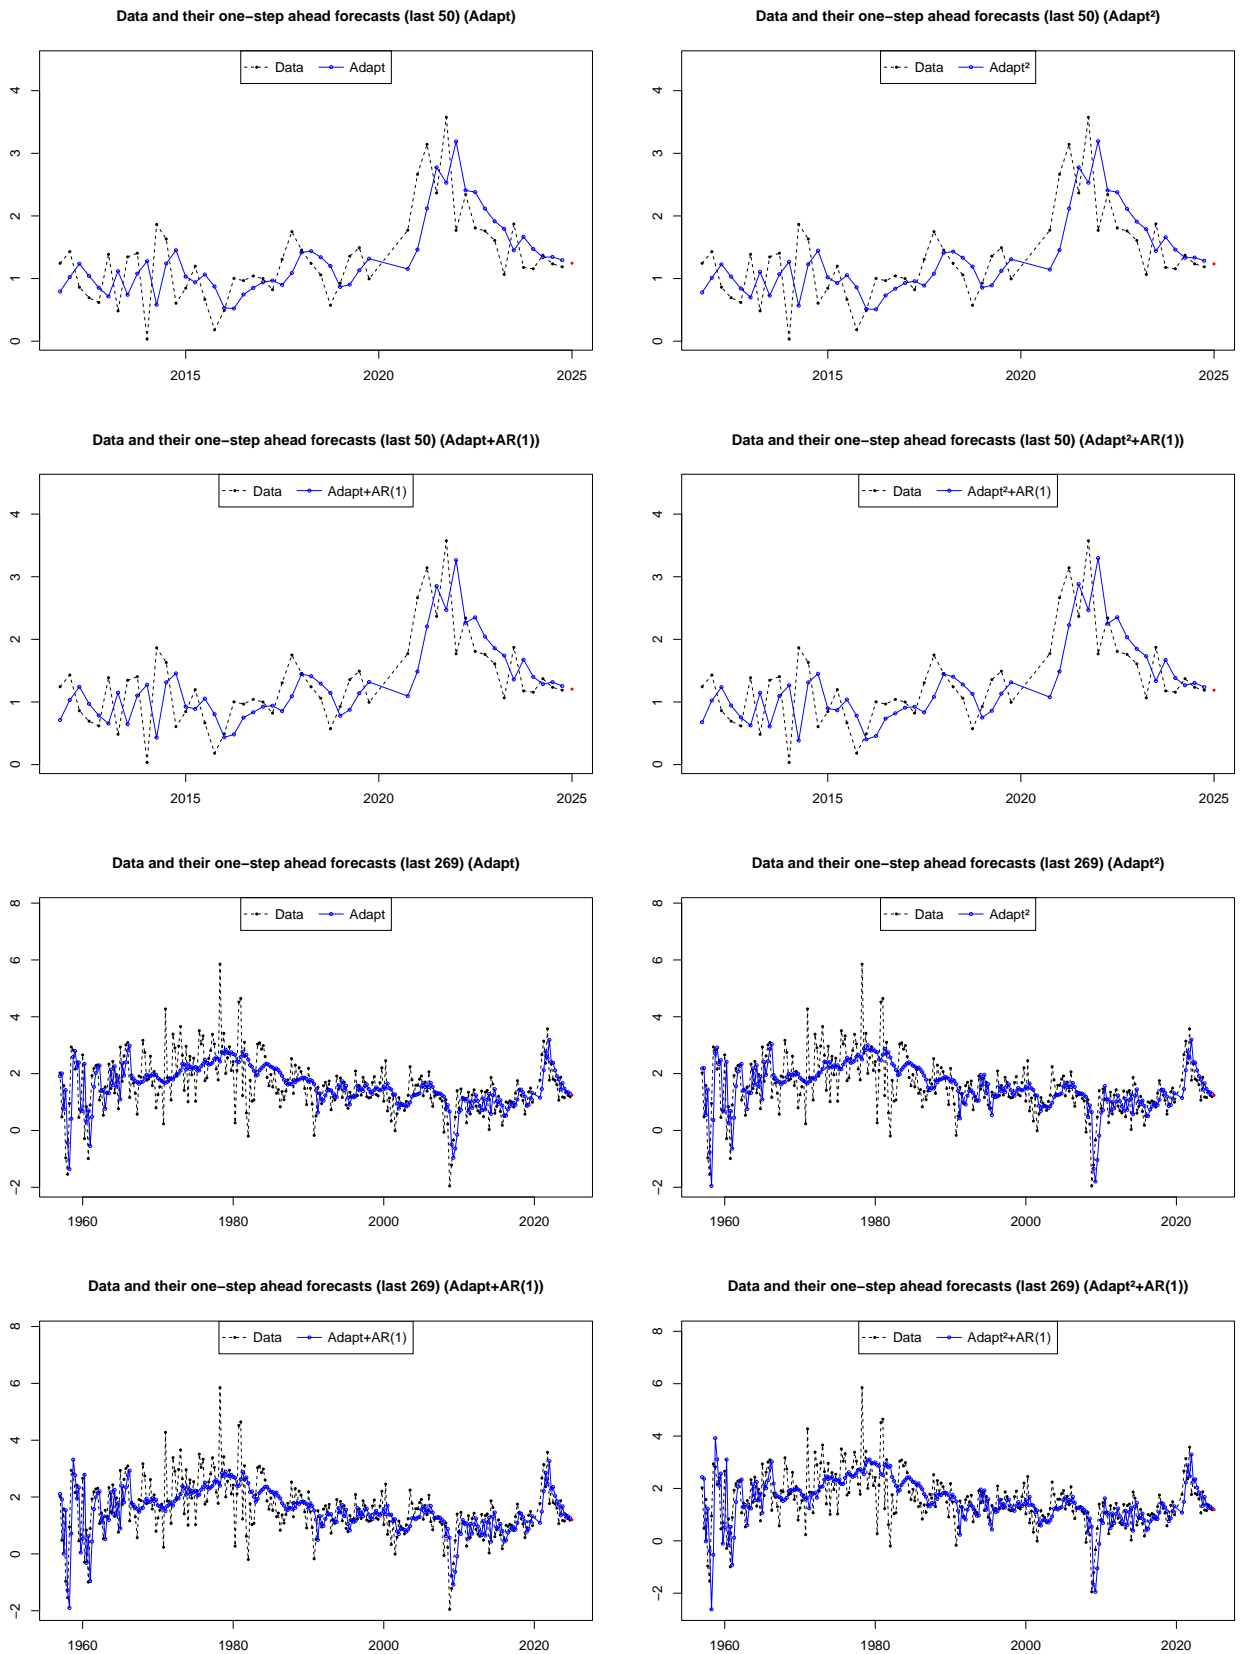 Data and their one−step ahead forecasts (last 50) (Adapt)
Data Adapt
0 1 2 3 4
2015 2020 2025
Data and their one−step ahead forecasts (last 50) (Adapt²)
Data Adapt²
0 1 2 3 4
2015 2020 2025
Data and their one−step ahead forecasts (last 50) (Adapt+AR(1))
Data Adapt+AR(1)
0 1 2 3 4
2015 2020 2025
Data and their one−step ahead forecasts (last 50) (Adapt²+AR(1))
Data Adapt²+AR(1)
0 1 2 3 4
2015 2020 2025
Data and their one−step ahead forecasts (last 269) (Adapt)
Data Adapt
−2 0 2 4 6 8
1960 1980 2000 2020
Data and their one−step ahead forecasts (last 269) (Adapt²)
Data Adapt²
−2 0 2 4 6 8
1960 1980 2000 2020
Data and their one−step ahead forecasts (last 269) (Adapt+AR(1))
Data Adapt+AR(1)
−2 0 2 4 6 8
1960 1980 2000 2020
Data and their one−step ahead forecasts (last 269) (Adapt²+AR(1))
Data Adapt²+AR(1)
−2 0 2 4 6 8
1960 1980 2000 2020